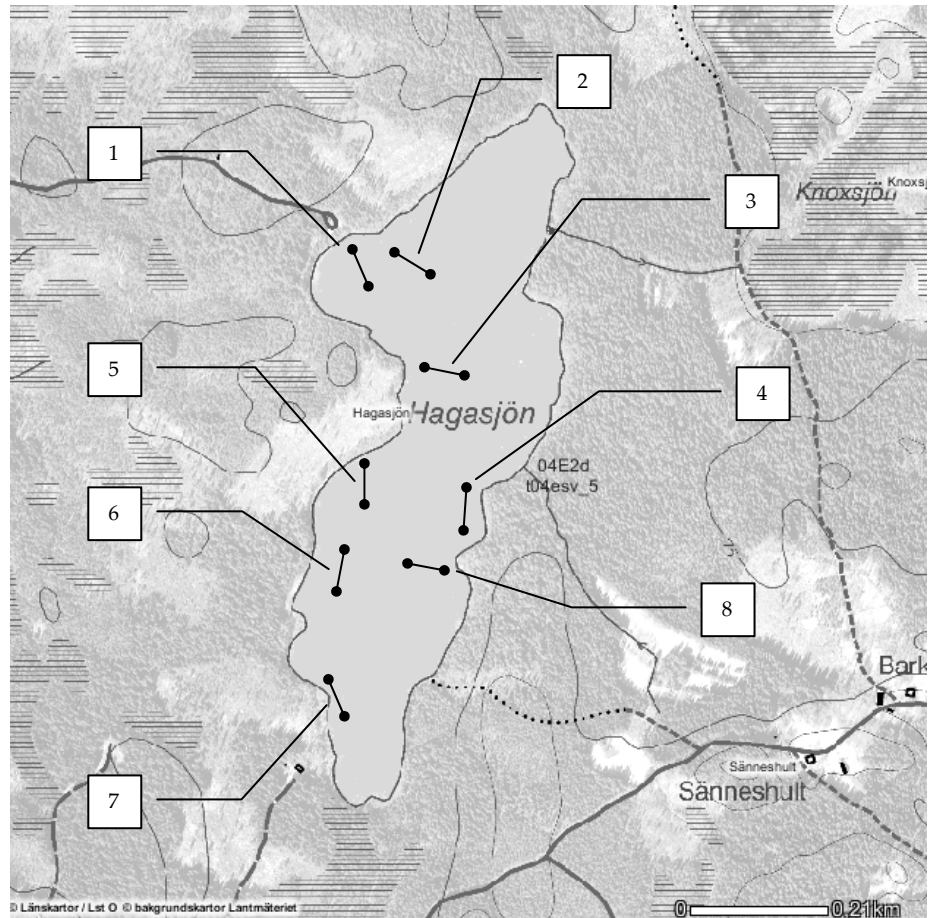 2
1
3
Knoxsjön
Knoxsj
5
4
Hagasjön
Hagasjön
04E2d
t04esv_5
6
8
Bark
Sänneshult
Sänneshult
7
© Länskartor / Lst O © bakgrundskartor Lantmäteriet
0 0.21km